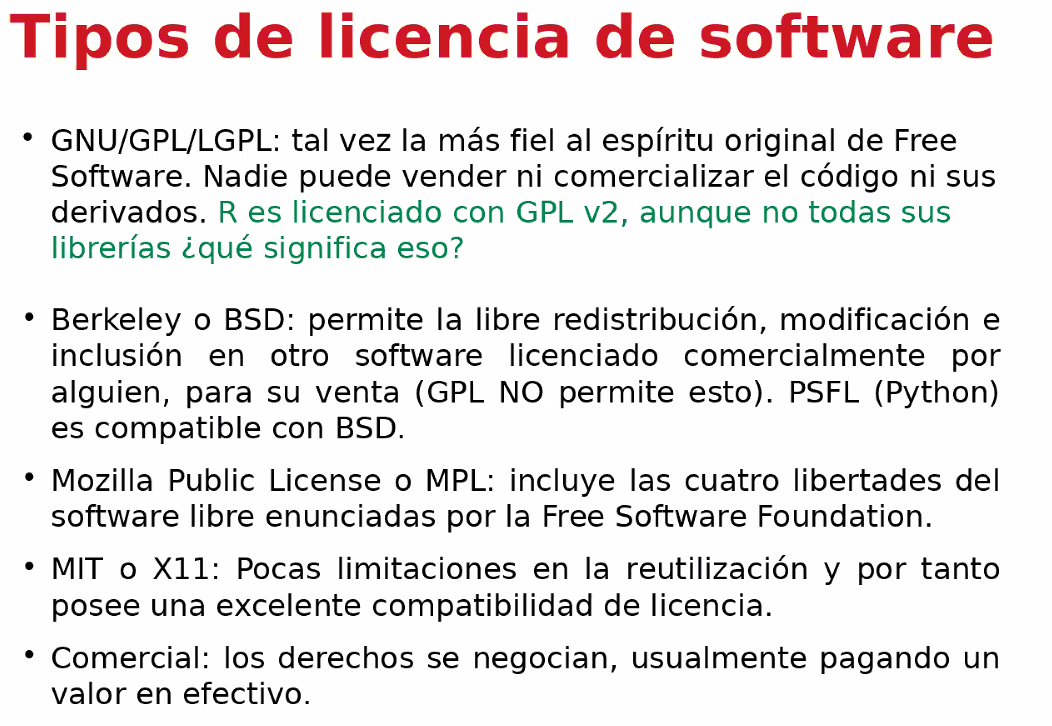 Tipos de licencia de software
• GNU/GPL/LGPL: tal vez la más fiel al espíritu original de Free
Software. Nadie puede vender ni comercializar el código ni sus
derivados. R es licenciado con GPL v2, aunque no todas sus
librerías ¿qué significa eso?
• Berkeley o BSD: permite la libre redistribución, modificación e
inclusión en otro software licenciado comercialmente por
alguien, para su venta (GPL NO permite esto). PSFL (Python)
es compatible con BSD.
• Mozilla Public License o MPL: incluye las cuatro libertades del
software libre enunciadas por la Free Software Foundation.
• MIT o X11: Pocas limitaciones en la reutilización y por tanto
posee una excelente compatibilidad de licencia.
• Comercial: los derechos se negocian, usualmente pagando un
valor en efectivo.